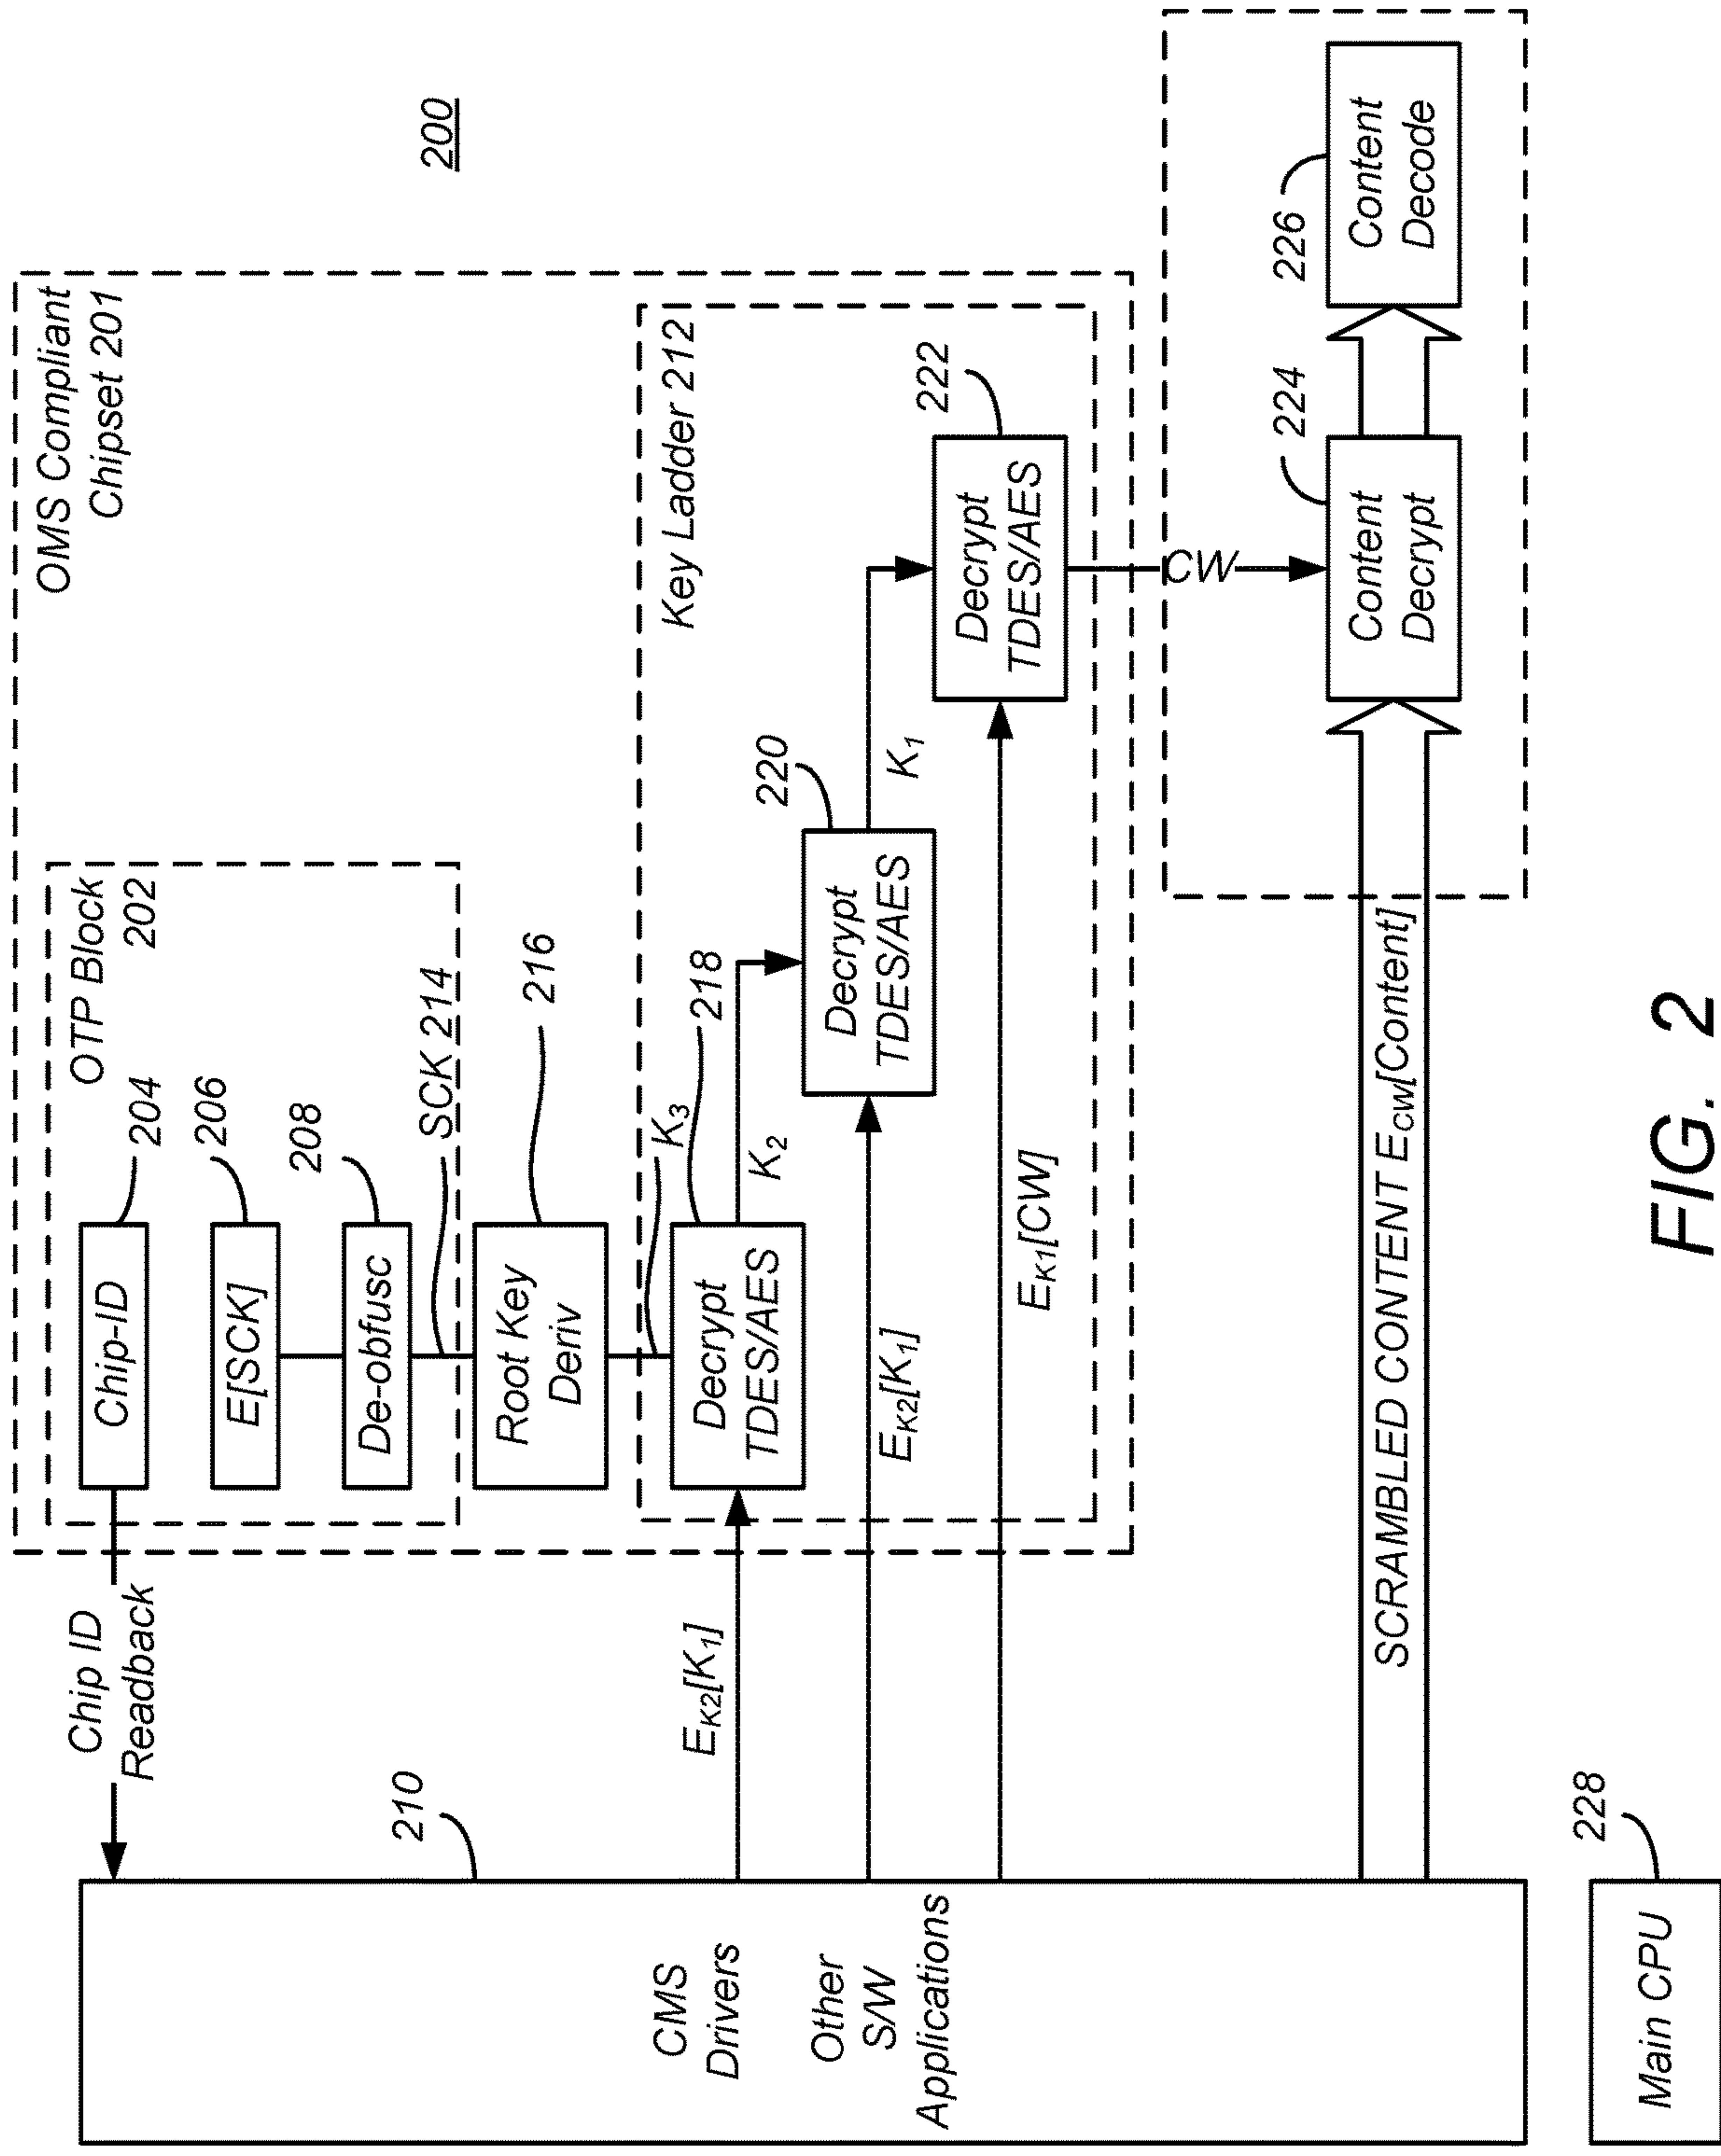 200
OMS Compliant
Chipset 201
OTP Block
202
204
Chip-ID
Chip ID
Readback
206
E[SCK]
208
De-obfusc
SCK 214
216
Root Key
Deriv
K3
Key Ladder 212
218
Decrypt
TDES/AES
K2
220
Decrypt
TDES/AES
K1
222
Decrypt
TDES/AES
EK2[K1]
EK2[K1]
EK1[CW]
CW
210
CMS
Drivers
Other
S/W
Applications
224
Content
Decrypt
226
Content
Decode
SCRAMBLED CONTENT ECW[Content]
228
Main CPU
FIG. 2